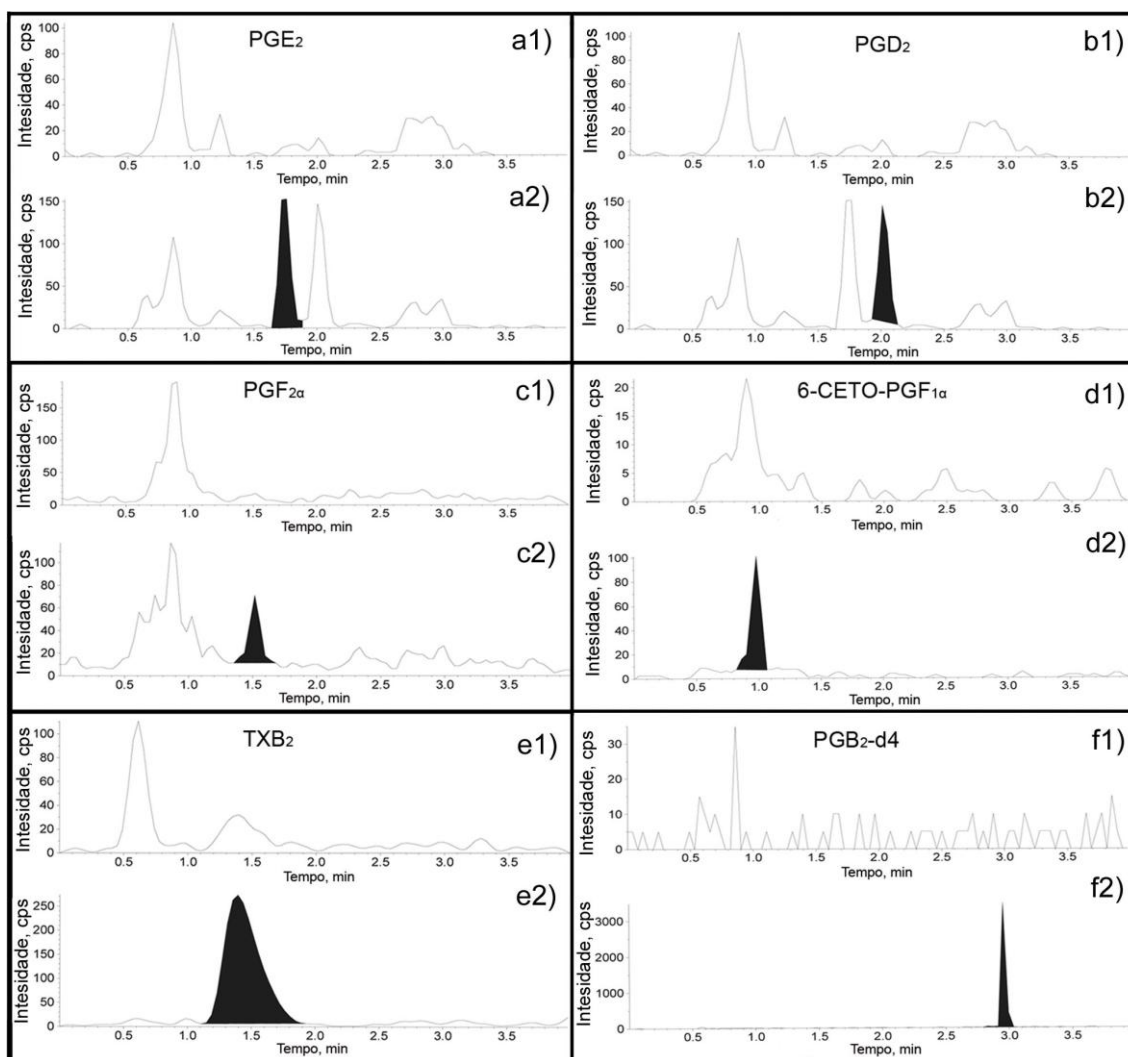 PGE2
a1)
Intesidade, cps
100
80
60
40
20
0
0.5 1.0 1.5 2.0 2.5 3.0 3.5
Tempo, min
a2)
Intesidade, cps
150
100
50
0
0.5 1.0 1.5 2.0 2.5 3.0 3.5
Tempo, min
PGD2
b1)
Intesidade, cps
100
80
60
40
20
0
0.5 1.0 1.5 2.0 2.5 3.0 3.5
Tempo, min
b2)
Intesidade, cps
150
100
50
0
0.5 1.0 1.5 2.0 2.5 3.0 3.5
Tempo, min
PGF2α
c1)
Intesidade, cps
150
100
50
0
0.5 1.0 1.5 2.0 2.5 3.0 3.5
Tempo, min
c2)
Intesidade, cps
100
80
60
40
20
0
0.5 1.0 1.5 2.0 2.5 3.0 3.5
Tempo, min
6-CETO-PGF1α
d1)
Intesidade, cps
20
15
10
5
0
0.5 1.0 1.5 2.0 2.5 3.0 3.5
Tempo, min
d2)
Intesidade, cps
100
80
60
40
20
0
0.5 1.0 1.5 2.0 2.5 3.0 3.5
Tempo, min
TXB2
e1)
Intesidade, cps
100
80
60
40
20
0
0.5 1.0 1.5 2.0 2.5 3.0 3.5
Tempo, min
e2)
Intesidade, cps
250
200
150
100
50
0
0.5 1.0 1.5 2.0 2.5 3.0 3.5
Tempo, min
PGB2-d4
f1)
Intesidade, cps
30
20
10
0
0.5 1.0 1.5 2.0 2.5 3.0 3.5
Tempo, min
f2)
Intesidade, cps
3000
2000
1000
0
0.5 1.0 1.5 2.0 2.5 3.0 3.5
Tempo, min